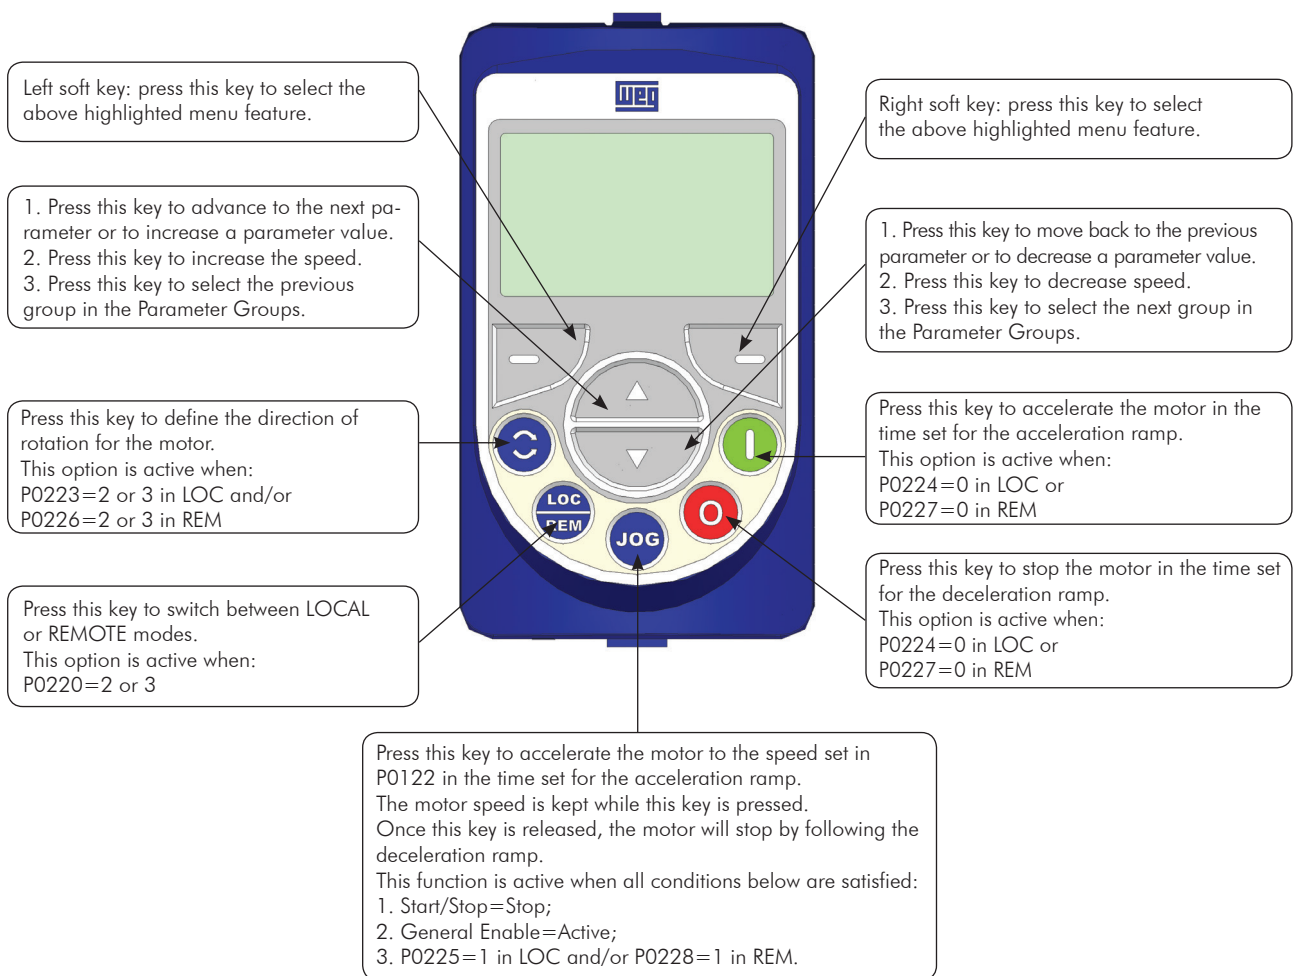 weg
Left soft key: press this key to select the
above highlighted menu feature.
Right soft key: press this key to select
the above highlighted menu feature.
1. Press this key to advance to the next pa-
rameter or to increase a parameter value.
2. Press this key to increase the speed.
3. Press this key to select the previous
group in the Parameter Groups.
1. Press this key to move back to the previous
parameter or to decrease a parameter value.
2. Press this key to decrease speed.
3. Press this key to select the next group in
the Parameter Groups.
Press this key to define the direction of
rotation for the motor.
This option is active when:
P0223=2 or 3 in LOC and/or
P0226=2 or 3 in REM
Press this key to accelerate the motor in the
time set for the acceleration ramp.
This option is active when:
P0224=0 in LOC or
P0227=0 in REM
LOC
REM
JOG
Press this key to switch between LOCAL
or REMOTE modes.
This option is active when:
P0220=2 or 3
Press this key to stop the motor in the time set
for the deceleration ramp.
This option is active when:
P0224=0 in LOC or
P0227=0 in REM
Press this key to accelerate the motor to the speed set in
P0122 in the time set for the acceleration ramp.
The motor speed is kept while this key is pressed.
Once this key is released, the motor will stop by following the
deceleration ramp.
This function is active when all conditions below are satisfied:
1. Start/Stop=Stop;
2. General Enable=Active;
3. P0225=1 in LOC and/or P0228=1 in REM.